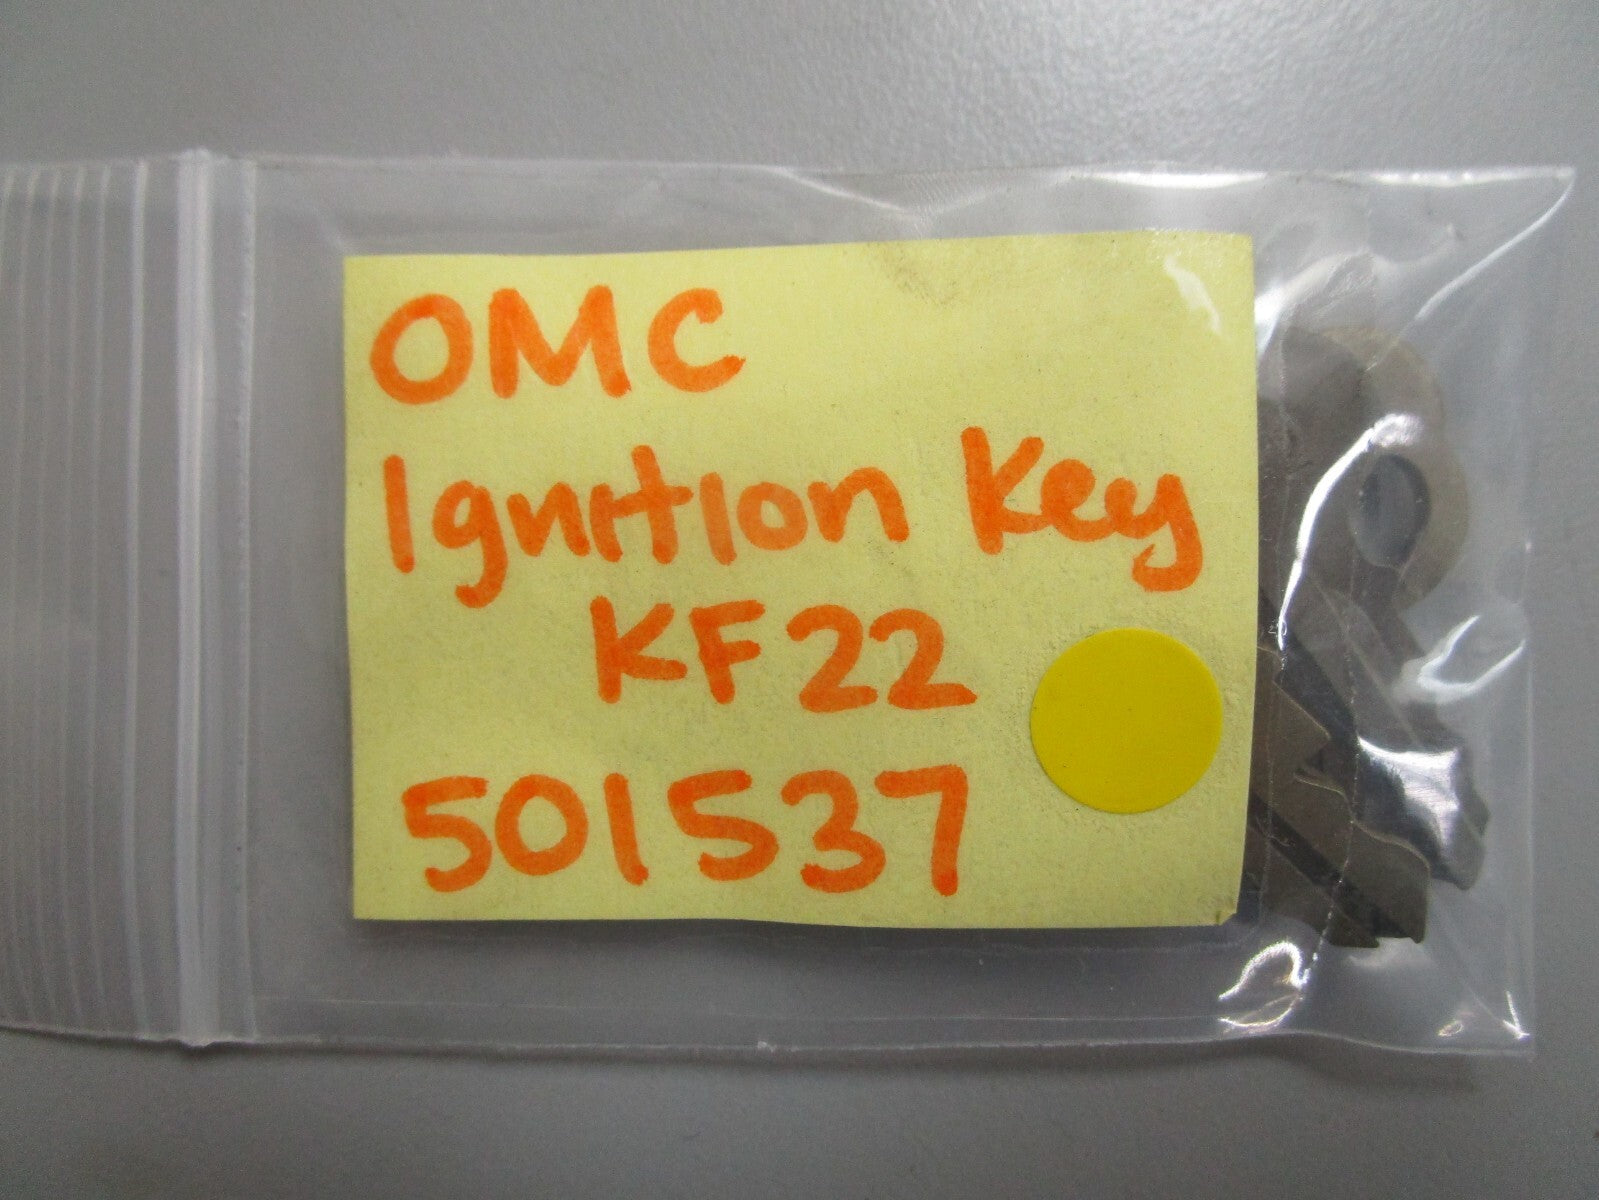 OMC
Ignition Key
KF22
501537